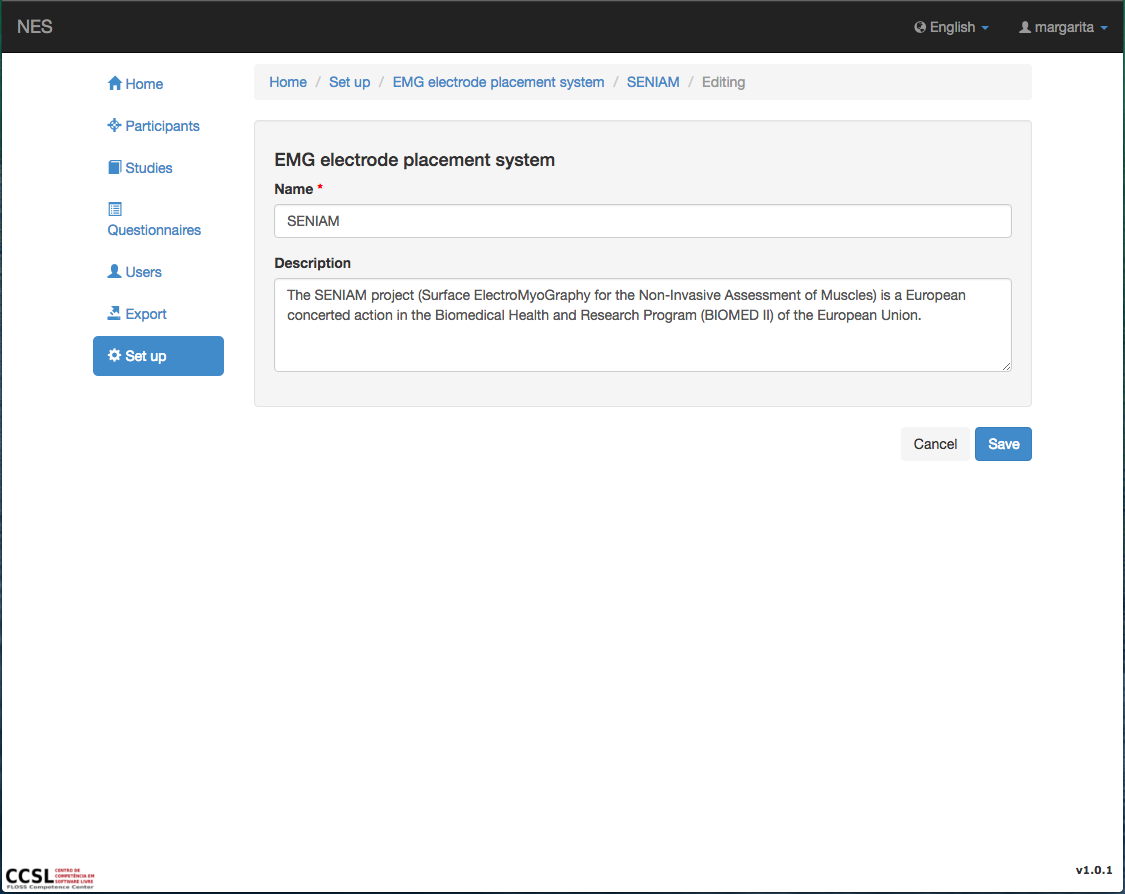 NES
English
margarita
Home
Participants
Studies
Questionnaires
Users
Export
Set up
Home / Set up / EMG electrode placement system / SENIAM / Editing
EMG electrode placement system
Name *
SENIAM
Description
The SENIAM project (Surface ElectroMyoGraphy for the Non-Invasive Assessment of Muscles) is a European
concerted action in the Biomedical Health and Research Program (BIOMED II) of the European Union.
Cancel
Save
CCSL
CENTRO DE
COMPETÊNCIA EM
SOFTWARE LIVRE
FLOSS Competence Center
v1.0.1